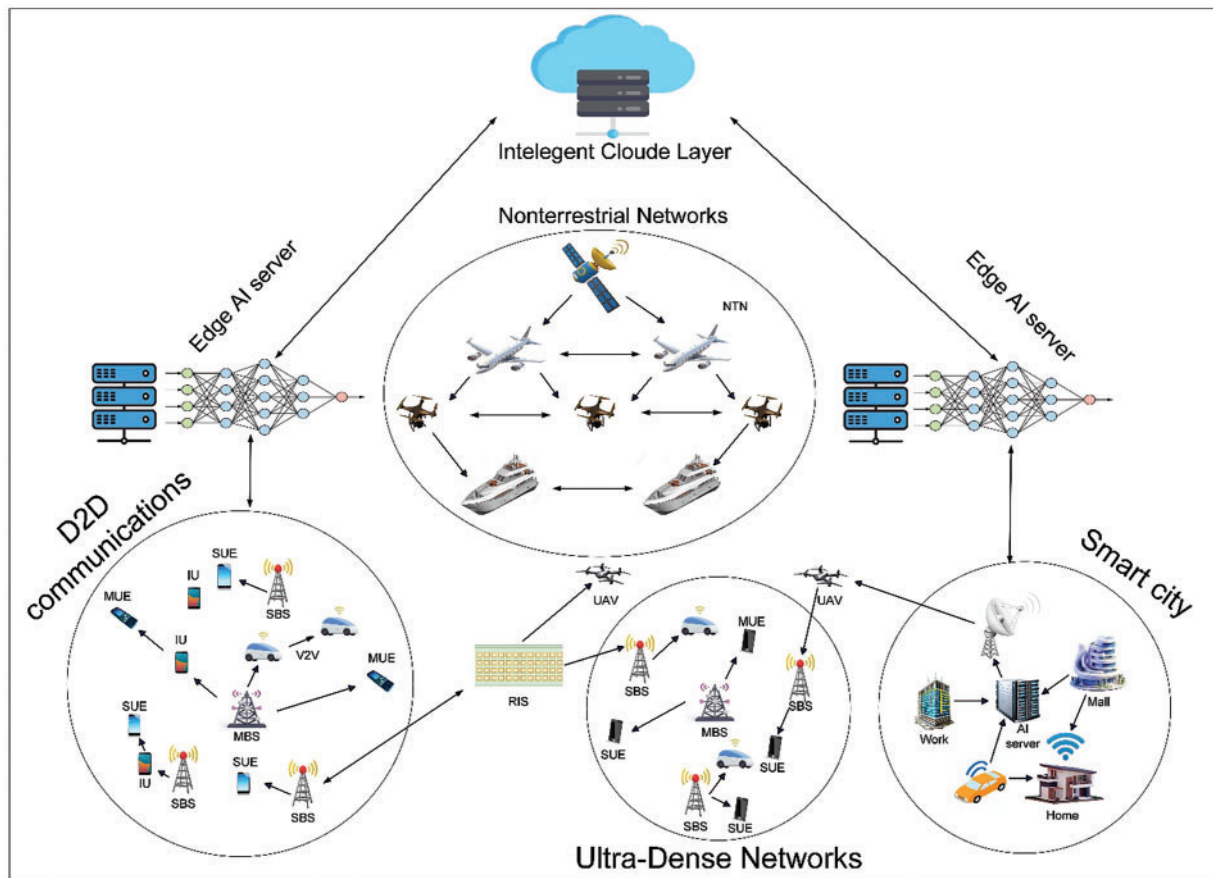 Intelegent Cloude Layer
Nonterrestrial Networks
Edge AI server
Edge AI server
NTN
D2D
communications
Smart city
SUE
IU
SBS
MUE
IU
V2V
MUE
MBS
SUE
IU
SBS
SUE
SBS
RIS
UAV
UAV
MUE
SBS
MBS
SBS
SUE
SUE
SBS
SUE
Work
AI
server
Mall
Home
Ultra-Dense Networks